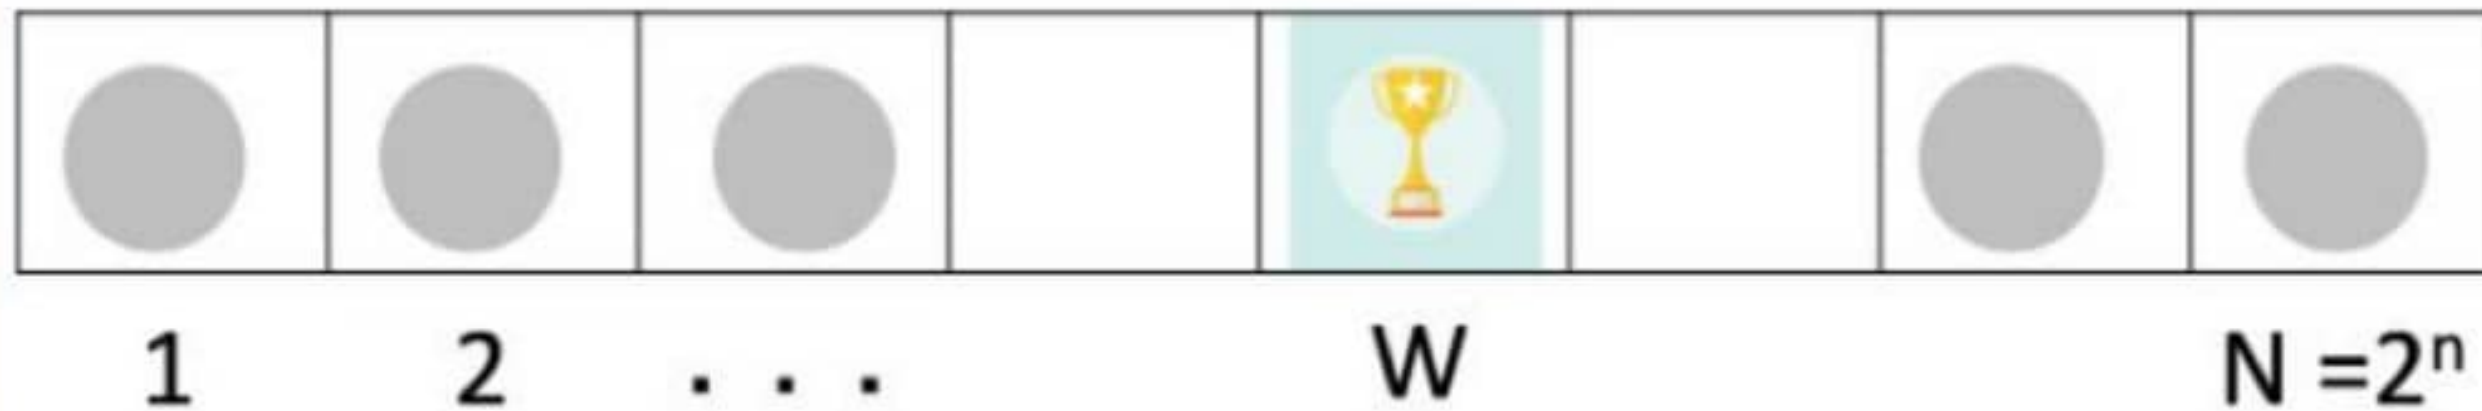 1 2 . . . W N =2ⁿ